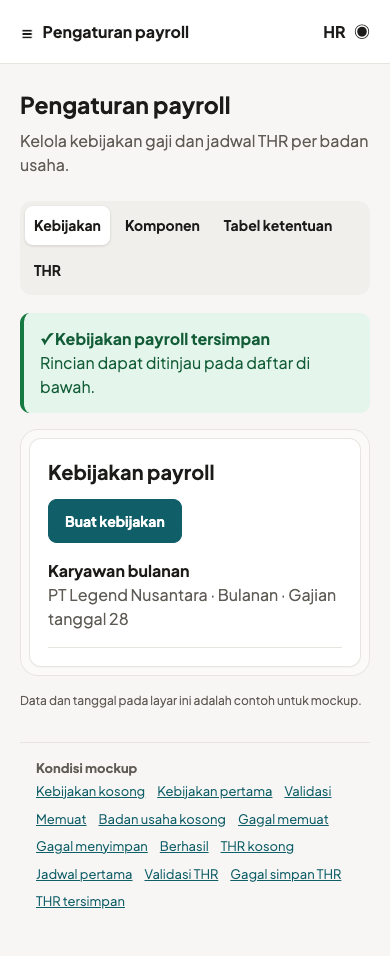 ≡ Pengaturan payroll HR ◉
Pengaturan payroll
Kelola kebijakan gaji dan jadwal THR per badan
usaha.
Kebijakan Komponen Tabel ketentuan
THR
✓Kebijakan payroll tersimpan
Rincian dapat ditinjau pada daftar di
bawah.
Kebijakan payroll
Buat kebijakan
Karyawan bulanan
PT Legend Nusantara · Bulanan · Gajian
tanggal 28
Data dan tanggal pada layar ini adalah contoh untuk mockup.
Kondisi mockup
Kebijakan kosong Kebijakan pertama Validasi
Memuat Badan usaha kosong Gagal memuat
Gagal menyimpan Berhasil THR kosong
Jadwal pertama Validasi THR Gagal simpan THR
THR tersimpan